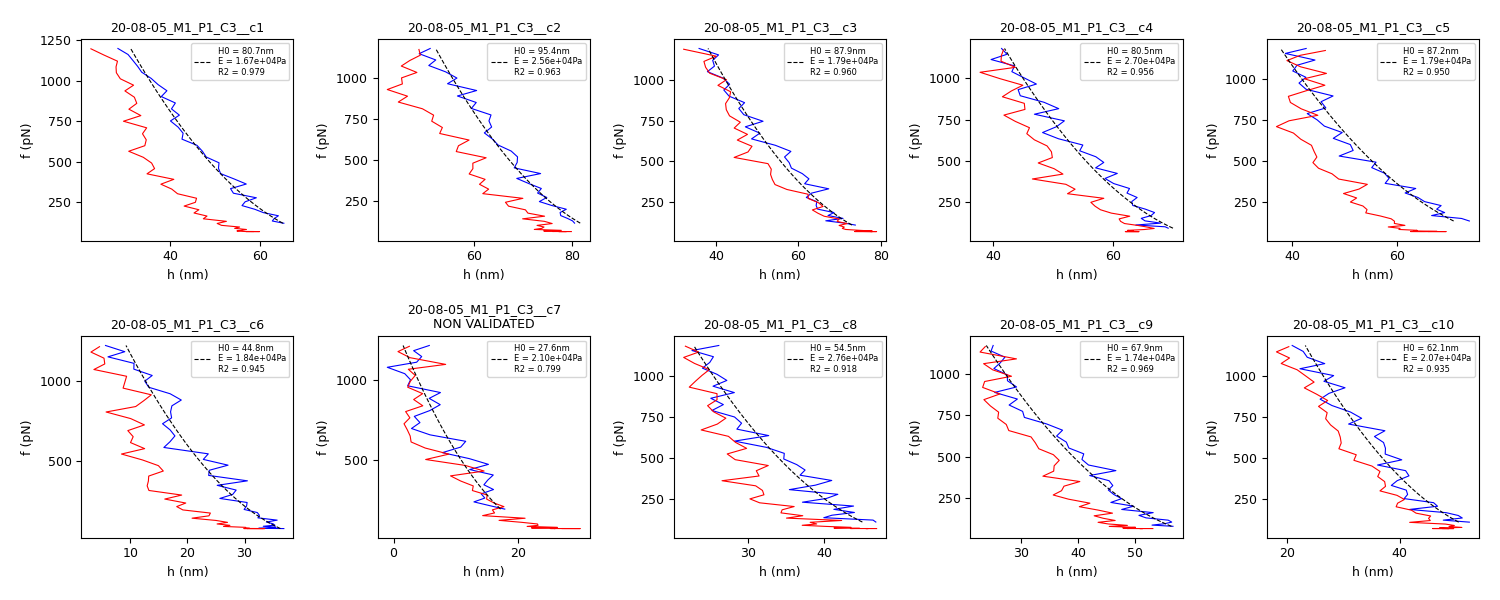 20-08-05_M1_P1_C3__c1
H0 = 80.7nm
E = 1.67e+04Pa
R2 = 0.979
f (pN)
1250
1000
750
500
250
40 60
h (nm)
20-08-05_M1_P1_C3__c2
H0 = 95.4nm
E = 2.56e+04Pa
R2 = 0.963
f (pN)
1000
750
500
250
60 80
h (nm)
20-08-05_M1_P1_C3__c3
H0 = 87.9nm
E = 1.79e+04Pa
R2 = 0.960
f (pN)
1000
750
500
250
40 60 80
h (nm)
20-08-05_M1_P1_C3__c4
H0 = 80.5nm
E = 2.70e+04Pa
R2 = 0.956
f (pN)
1000
750
500
250
40 60
h (nm)
20-08-05_M1_P1_C3__c5
H0 = 87.2nm
E = 1.79e+04Pa
R2 = 0.950
f (pN)
1000
750
500
250
40 60
h (nm)
20-08-05_M1_P1_C3__c6
H0 = 44.8nm
E = 1.84e+04Pa
R2 = 0.945
f (pN)
1000
500
10 20 30
h (nm)
20-08-05_M1_P1_C3__c7
NON VALIDATED
H0 = 27.6nm
E = 2.10e+04Pa
R2 = 0.799
f (pN)
1000
500
0 20
h (nm)
20-08-05_M1_P1_C3__c8
H0 = 54.5nm
E = 2.76e+04Pa
R2 = 0.918
f (pN)
1000
750
500
250
30 40
h (nm)
20-08-05_M1_P1_C3__c9
H0 = 67.9nm
E = 1.74e+04Pa
R2 = 0.969
f (pN)
1000
750
500
250
30 40 50
h (nm)
20-08-05_M1_P1_C3__c10
H0 = 62.1nm
E = 2.07e+04Pa
R2 = 0.935
f (pN)
1000
750
500
250
20 40
h (nm)